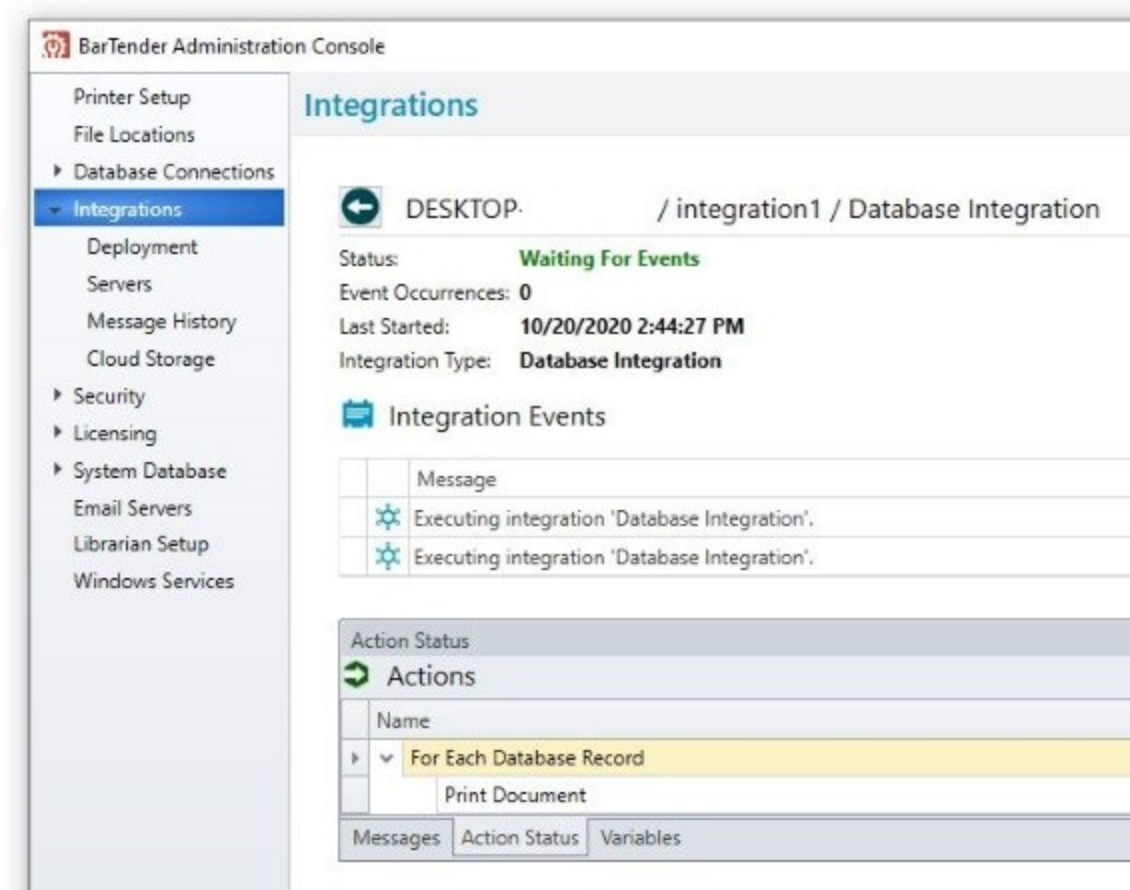 BarTender Administration Console
Printer Setup
File Locations
Database Connections
Integrations
Deployment
Servers
Message History
Cloud Storage
Security
Licensing
System Database
Email Servers
Librarian Setup
Windows Services
Integrations
DESKTOP- / integration1 / Database Integration
Status: Waiting For Events
Event Occurrences: 0
Last Started: 10/20/2020 2:44:27 PM
Integration Type: Database Integration
Integration Events
Message
Executing integration 'Database Integration'.
Executing integration 'Database Integration'.
Action Status
Actions
Name
For Each Database Record
Print Document
Messages Action Status Variables